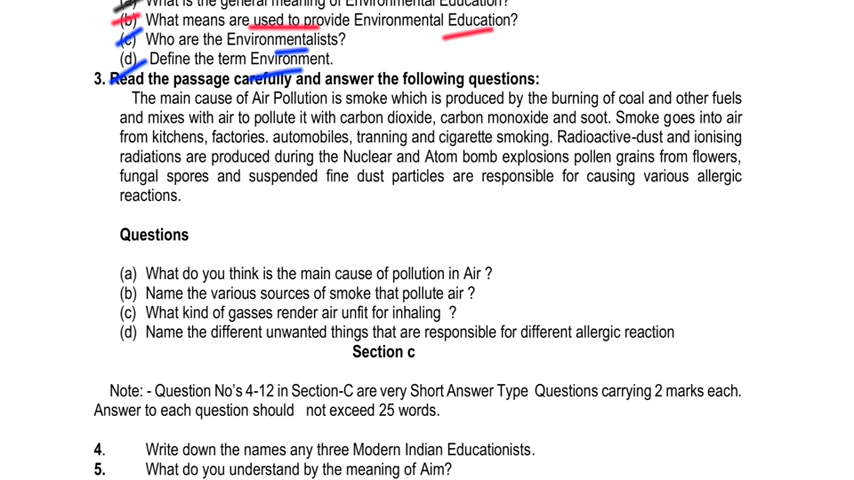 (a) What is the general meaning of Environmental Education?
(b) What means are used to provide Environmental Education?
(c) Who are the Environmentalists?
(d) Define the term Environment.
3. Read the passage carefully and answer the following questions:
The main cause of Air Pollution is smoke which is produced by the burning of coal and other fuels
and mixes with air to pollute it with carbon dioxide, carbon monoxide and soot. Smoke goes into air
from kitchens, factories. automobiles, tranning and cigarette smoking. Radioactive-dust and ionising
radiations are produced during the Nuclear and Atom bomb explosions pollen grains from flowers,
fungal spores and suspended fine dust particles are responsible for causing various allergic
reactions.
Questions
(a) What do you think is the main cause of pollution in Air ?
(b) Name the various sources of smoke that pollute air ?
(c) What kind of gasses render air unfit for inhaling ?
(d) Name the different unwanted things that are responsible for different allergic reaction
Section c
Note: - Question No's 4-12 in Section-C are very Short Answer Type Questions carrying 2 marks each.
Answer to each question should not exceed 25 words.
4. Write down the names any three Modern Indian Educationists.
5. What do you understand by the meaning of Aim?